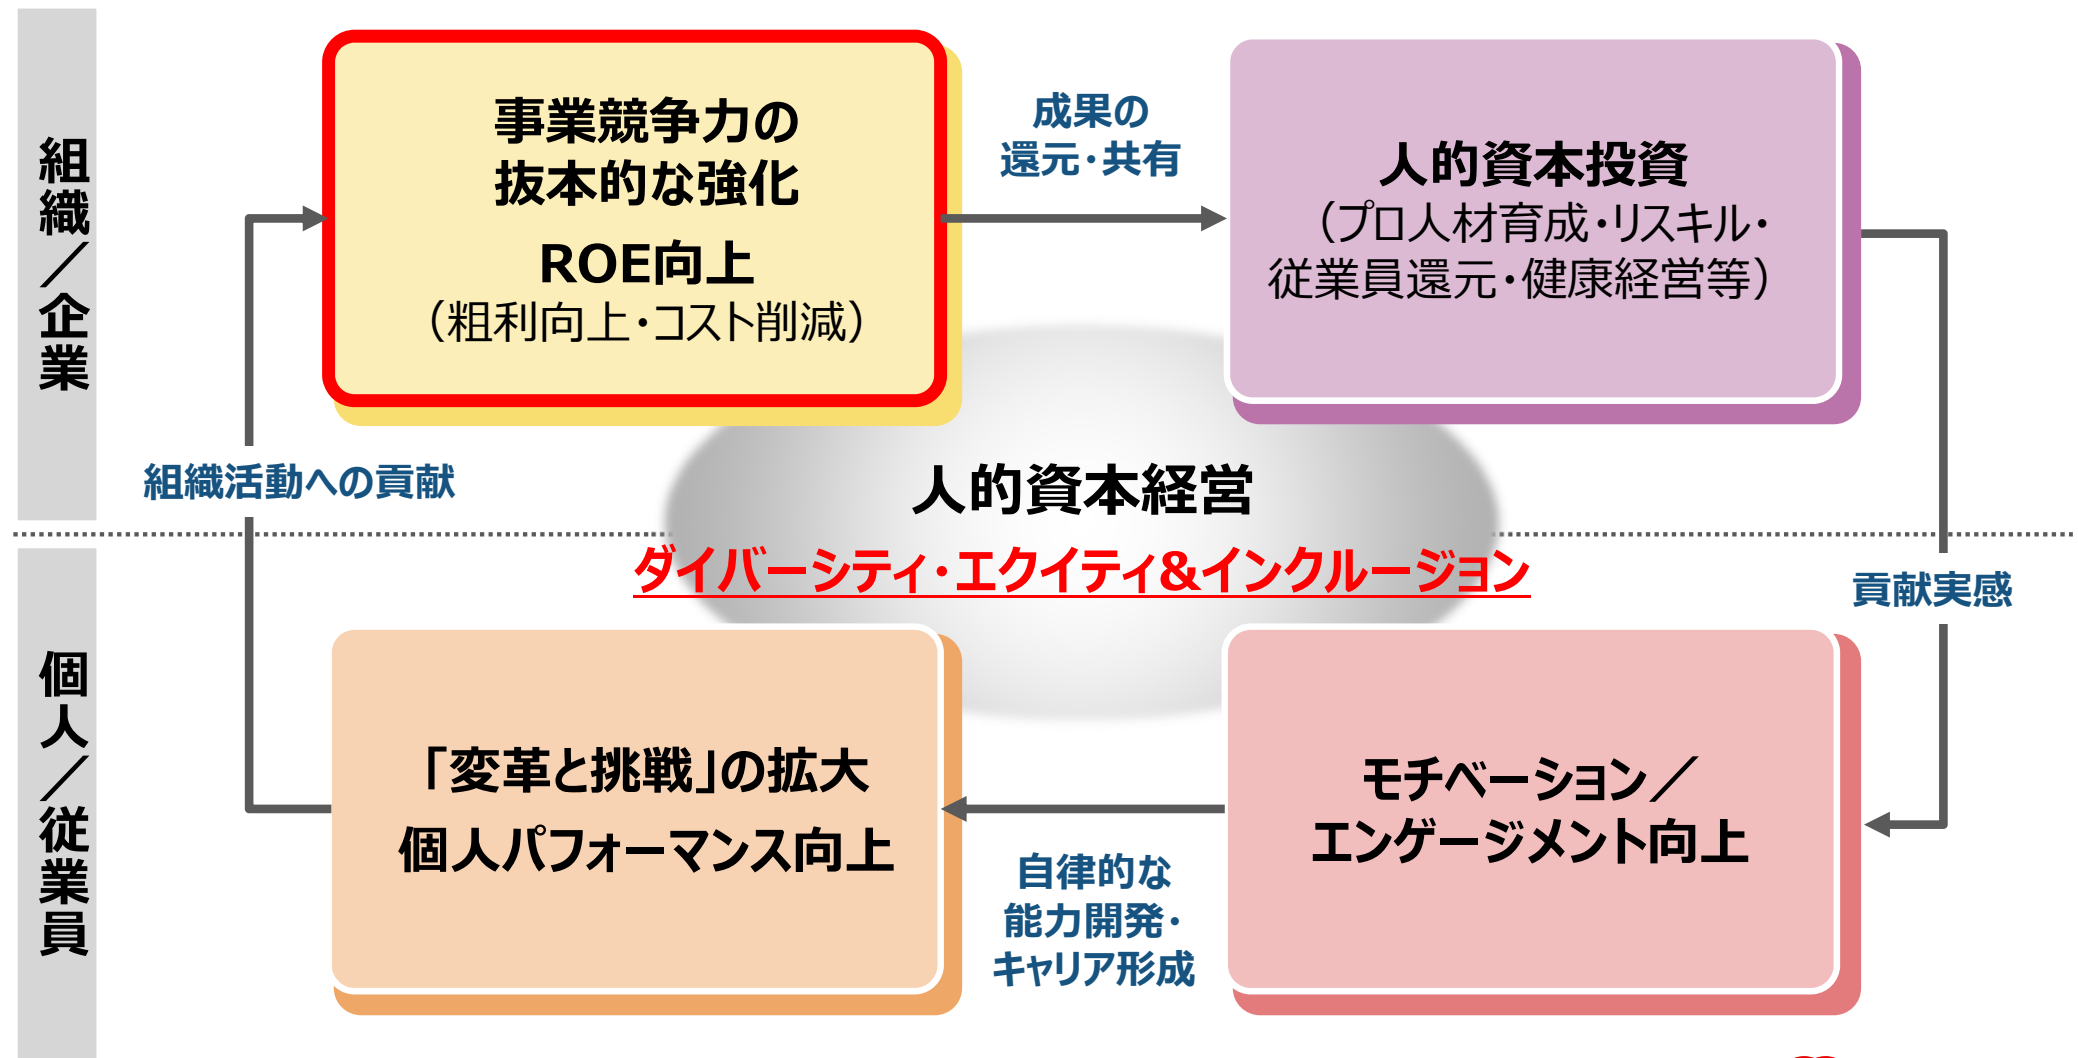 組織／企業
事業競争力の
抜本的な強化
ROE向上
（粗利向上・コスト削減）
成果の
還元・共有
人的資本投資
（プロ人材育成・リスキル・
従業員還元・健康経営等）
組織活動への貢献
人的資本経営
ダイバーシティ・エクイティ&インクルージョン
貢献実感
個人／従業員
「変革と挑戦」の拡大
個人パフォーマンス向上
自律的な
能力開発・
キャリア形成
モチベーション／
エンゲージメント向上